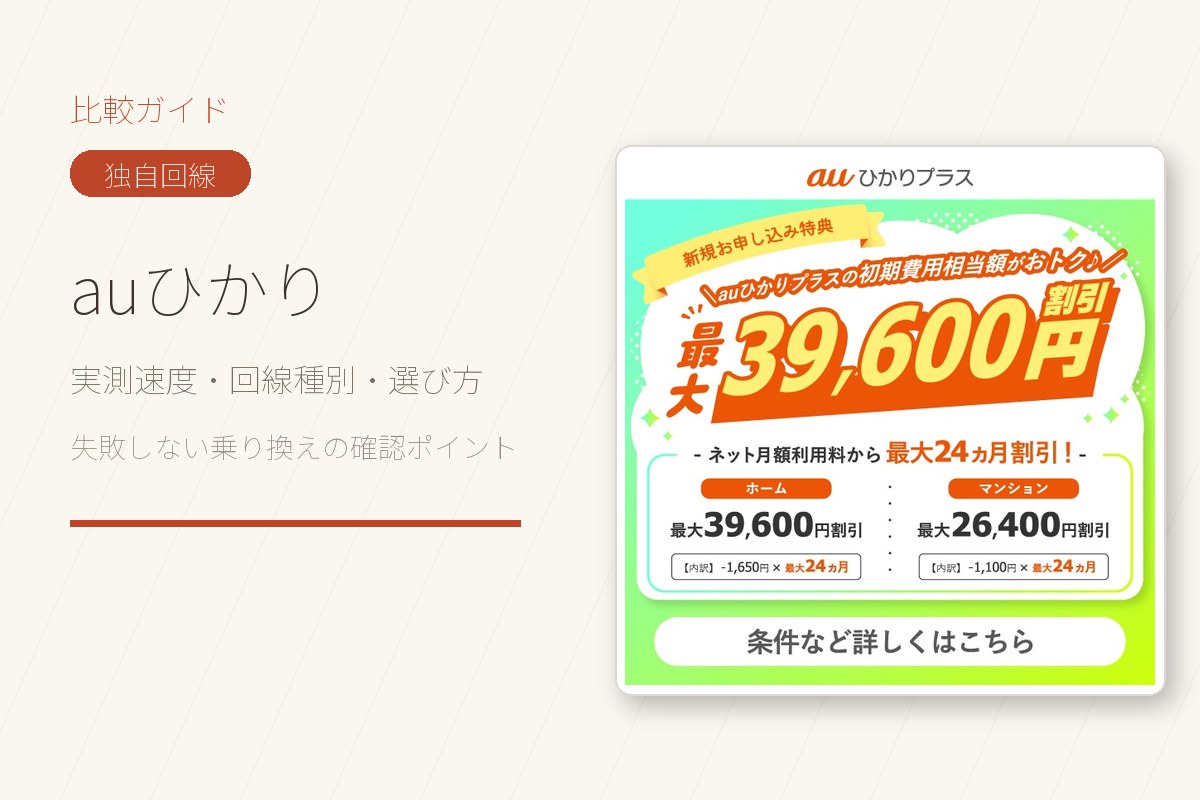 比較ガイド
独自回線
auひかり
実測速度・回線種別・選び方
失敗しない乗り換えの確認ポイント
auひかりプラス
新規お申し込み特典
\auひかりプラスの初期費用相当額がおトク♪/
最大39,600円割引
- ネット月額利用料から最大24ヵ月割引！-
ホーム
最大39,600円割引
【内訳】-1,650円×最大24ヵ月
マンション
最大26,400円割引
【内訳】-1,100円×最大24ヵ月
条件など詳しくはこちら